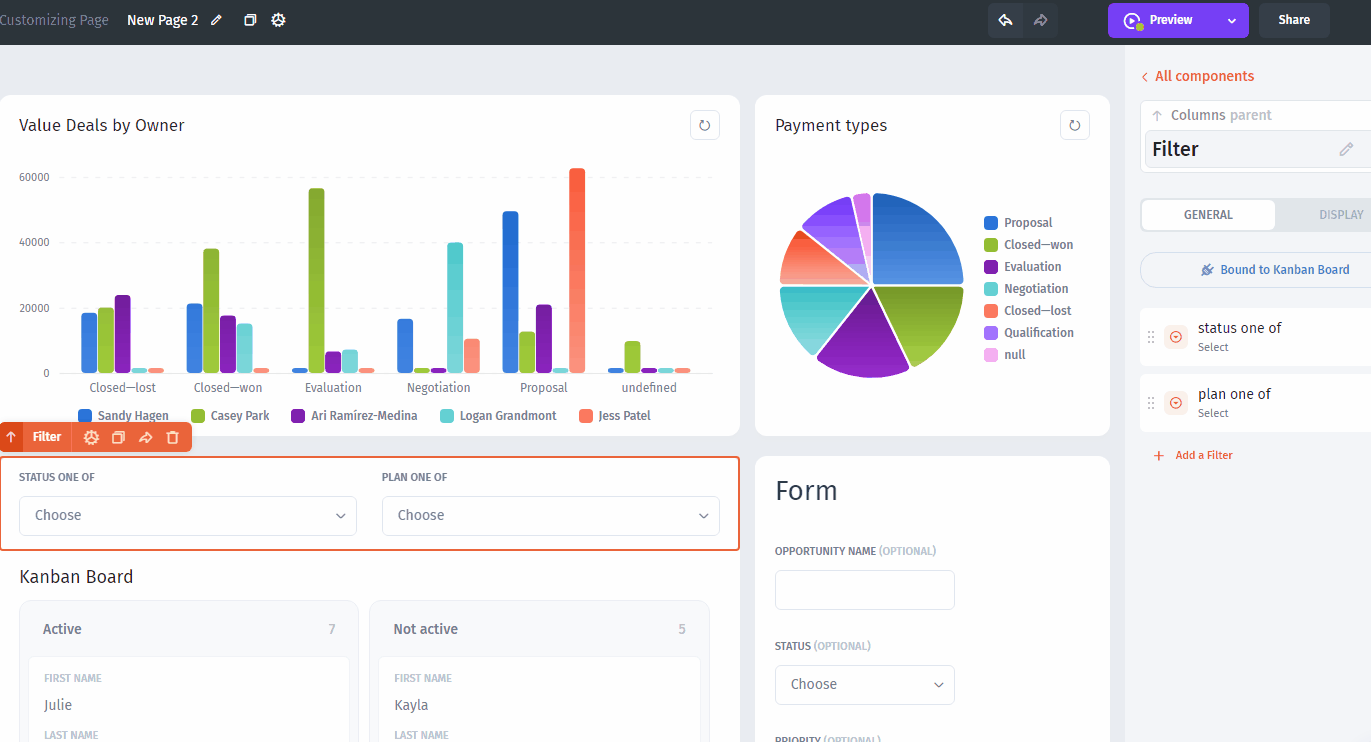 Customizing Page New Page 2
Preview
Share
Value Deals by Owner
60000
40000
20000
0
Closed—lost Closed—won Evaluation Negotiation Proposal undefined
Sandy Hagen Casey Park Ari Ramírez-Medina Logan Grandmont Jess Patel
Payment types
Proposal
Closed—won
Evaluation
Negotiation
Closed—lost
Qualification
null
Filter
STATUS ONE OF
Choose
PLAN ONE OF
Choose
Kanban Board
Active 7
FIRST NAME
Julie
LAST NAME
Not active 5
FIRST NAME
Kayla
LAST NAME
Form
OPPORTUNITY NAME (OPTIONAL)
STATUS (OPTIONAL)
Choose
PRIORITY (OPTIONAL)
All components
Columns parent
Filter
GENERAL DISPLAY
Bound to Kanban Board
status one of
Select
plan one of
Select
Add a Filter